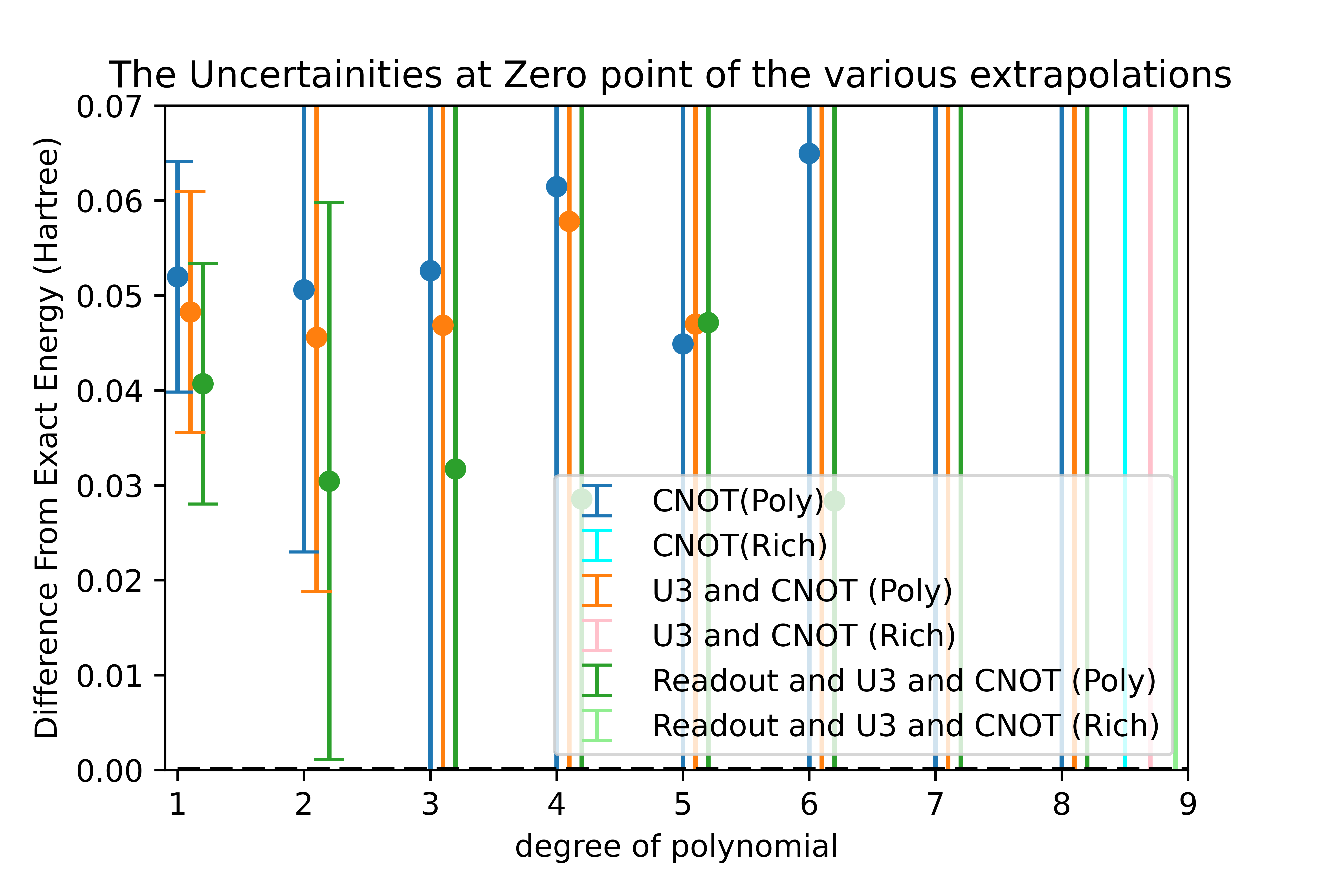 The Uncertainities at Zero point of the various extrapolations
0.07
0.06
0.05
0.04
0.03
0.02
0.01
0.00
Difference From Exact Energy (Hartree)
CNOT(Poly)
CNOT(Rich)
U3 and CNOT (Poly)
U3 and CNOT (Rich)
Readout and U3 and CNOT (Poly)
Readout and U3 and CNOT (Rich)
1 2 3 4 5 6 7 8 9
degree of polynomial